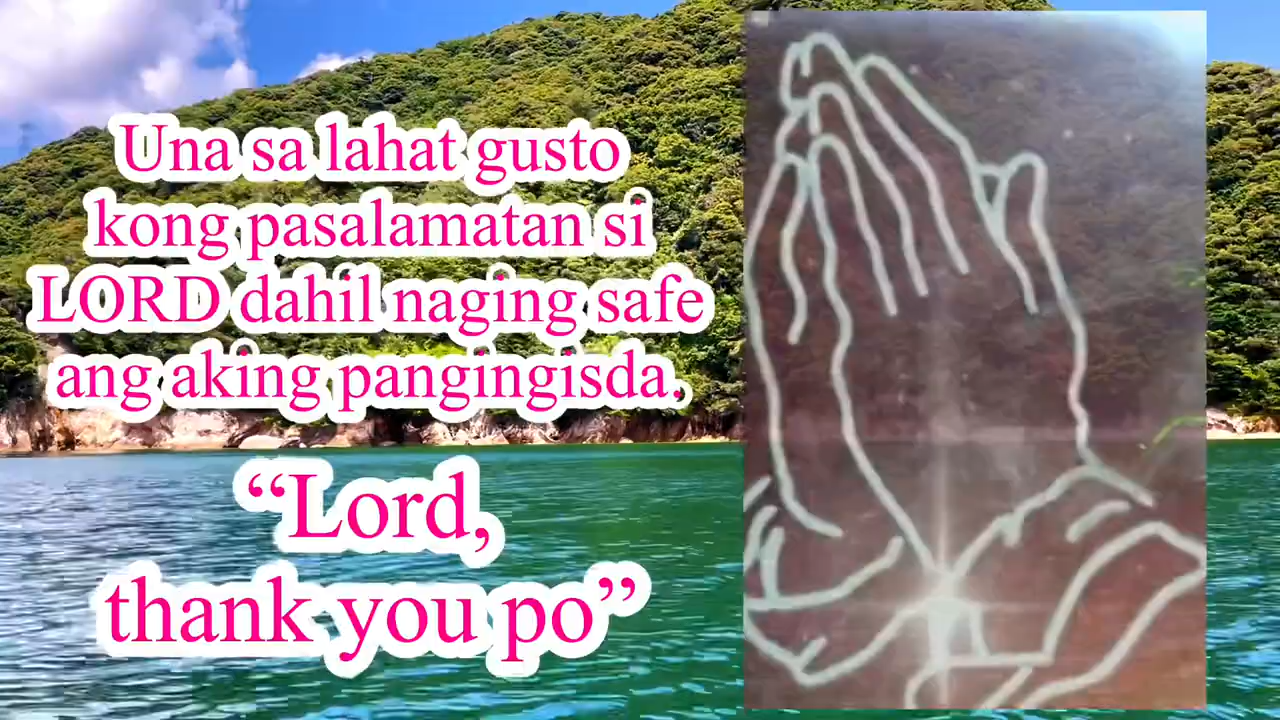 Una sa lahat gusto
kong pasalamatan si
LORD dahil naging safe
ang aking pangingisda.
“Lord,
thank you po”